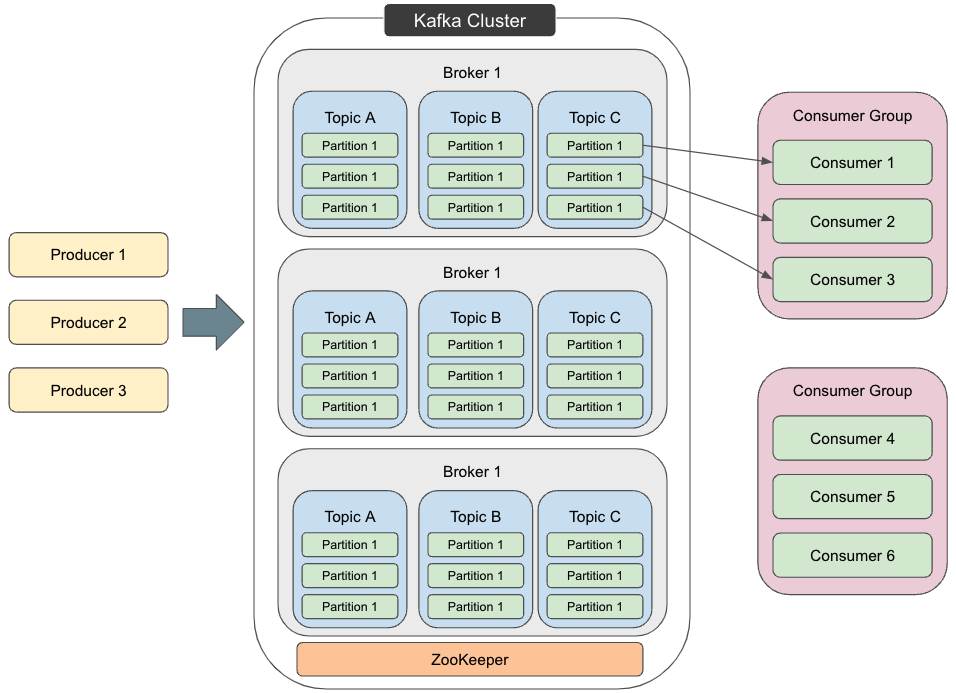 Kafka Cluster
Producer 1
Producer 2
Producer 3
Broker 1
Topic A
Partition 1
Partition 1
Partition 1
Topic B
Partition 1
Partition 1
Partition 1
Topic C
Partition 1
Partition 1
Partition 1
Broker 1
Topic A
Partition 1
Partition 1
Partition 1
Topic B
Partition 1
Partition 1
Partition 1
Topic C
Partition 1
Partition 1
Partition 1
Broker 1
Topic A
Partition 1
Partition 1
Partition 1
Topic B
Partition 1
Partition 1
Partition 1
Topic C
Partition 1
Partition 1
Partition 1
ZooKeeper
Consumer Group
Consumer 1
Consumer 2
Consumer 3
Consumer Group
Consumer 4
Consumer 5
Consumer 6